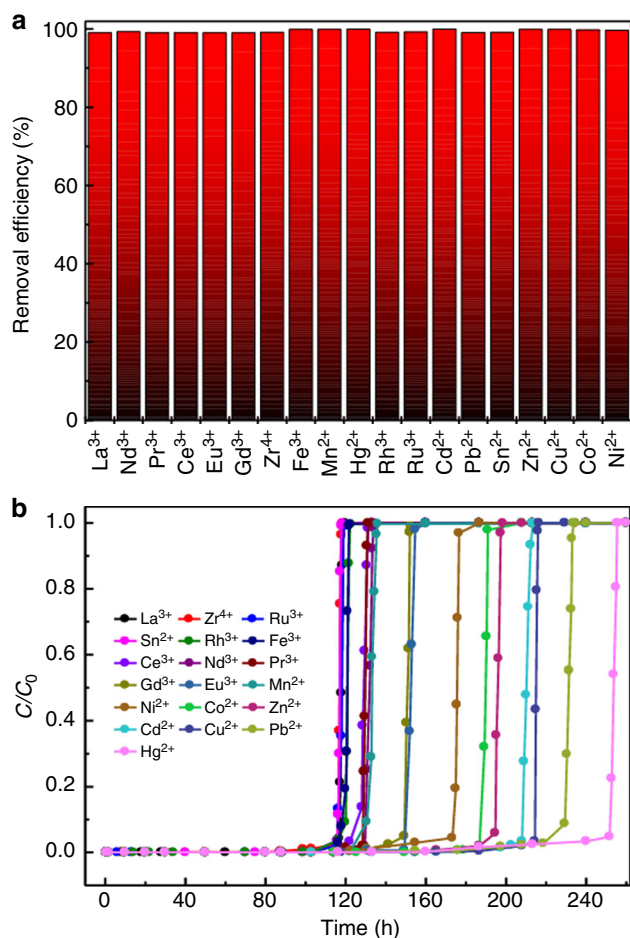 a
Removal efficiency (%)
100
80
60
40
20
0
La³⁺ Nd³⁺ Pr³⁺ Ce³⁺ Eu³⁺ Gd³⁺ Zr⁴⁺ Fe³⁺ Mn²⁺ Hg²⁺ Rh³⁺ Ru³⁺ Cd²⁺ Pb²⁺ Sn²⁺ Zn²⁺ Cu²⁺ Co²⁺ Ni²⁺
b
C/C₀
1.0
0.8
0.6
0.4
0.2
0.0
La³⁺ Zr⁴⁺ Ru³⁺
Sn²⁺ Rh³⁺ Fe³⁺
Ce³⁺ Nd³⁺ Pr³⁺
Gd³⁺ Eu³⁺ Mn²⁺
Ni²⁺ Co²⁺ Zn²⁺
Cd²⁺ Cu²⁺ Pb²⁺
Hg²⁺
0 40 80 120 160 200 240
Time (h)